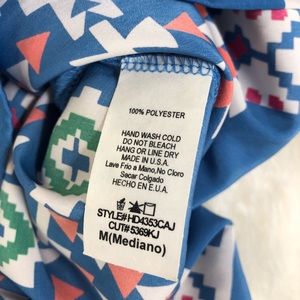 100% POLYESTER
HAND WASH COLD
DO NOT BLEACH
HANG OR LINE DRY
MADE IN U.S.A.
Lave Frio a Mano,No Cloro
Secar Colgado
HECHO EN E.U.A.
STYLE# HD4353CAJ
CUT# 5369KJ
M(Mediano)